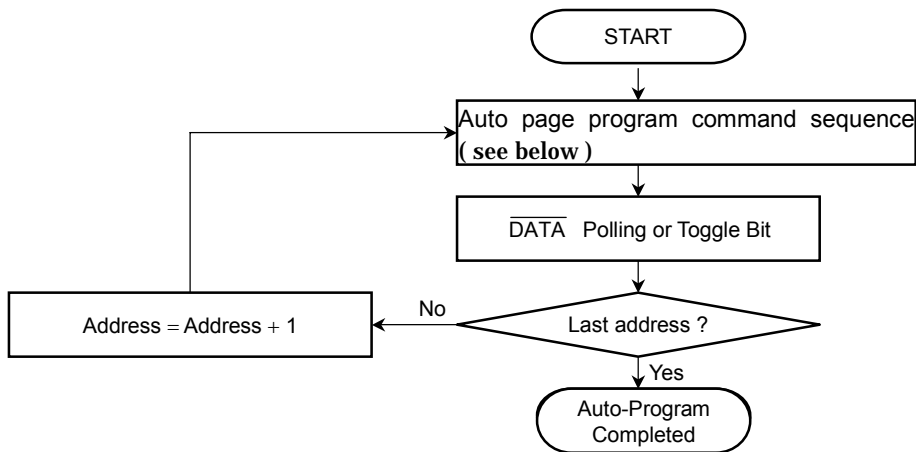 START
Auto page program command sequence
( see below )
D̅A̅T̅A̅ Polling or Toggle Bit
Address = Address + 1
No
Last address ?
Yes
Auto-Program
Completed